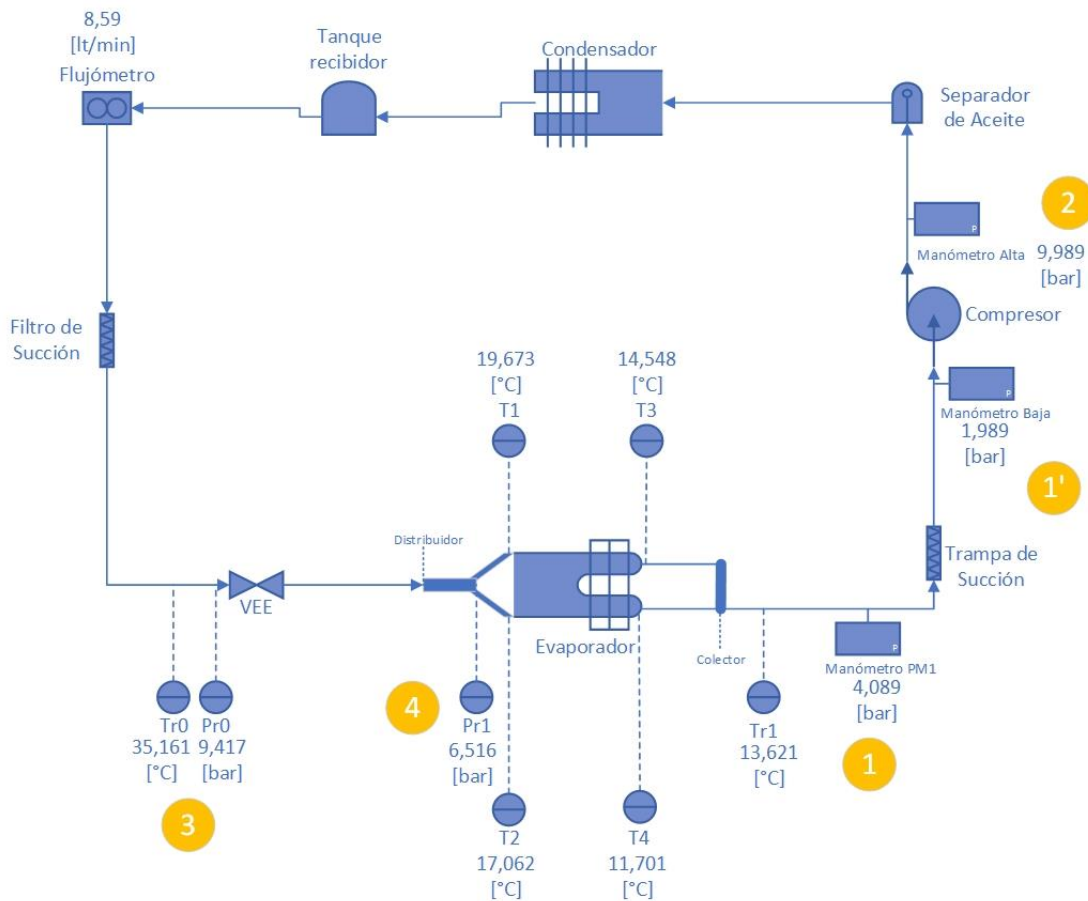 8,59
[lt/min]
Flujómetro
Tanque
recibidor
Condensador
Separador
de Aceite
2
P
Manómetro Alta
9,989
[bar]
Compresor
Filtro de
Succión
19,673
[°C]
T1
14,548
[°C]
T3
P
Manómetro Baja
1,989
[bar]
1'
Trampa de
Succión
Distribuidor
VEE
Evaporador
Colector
P
Manómetro PM1
4,089
[bar]
1
Tr0
35,161
[°C]
Pr0
9,417
[bar]
3
4
Pr1
6,516
[bar]
Tr1
13,621
[°C]
T2
17,062
[°C]
T4
11,701
[°C]